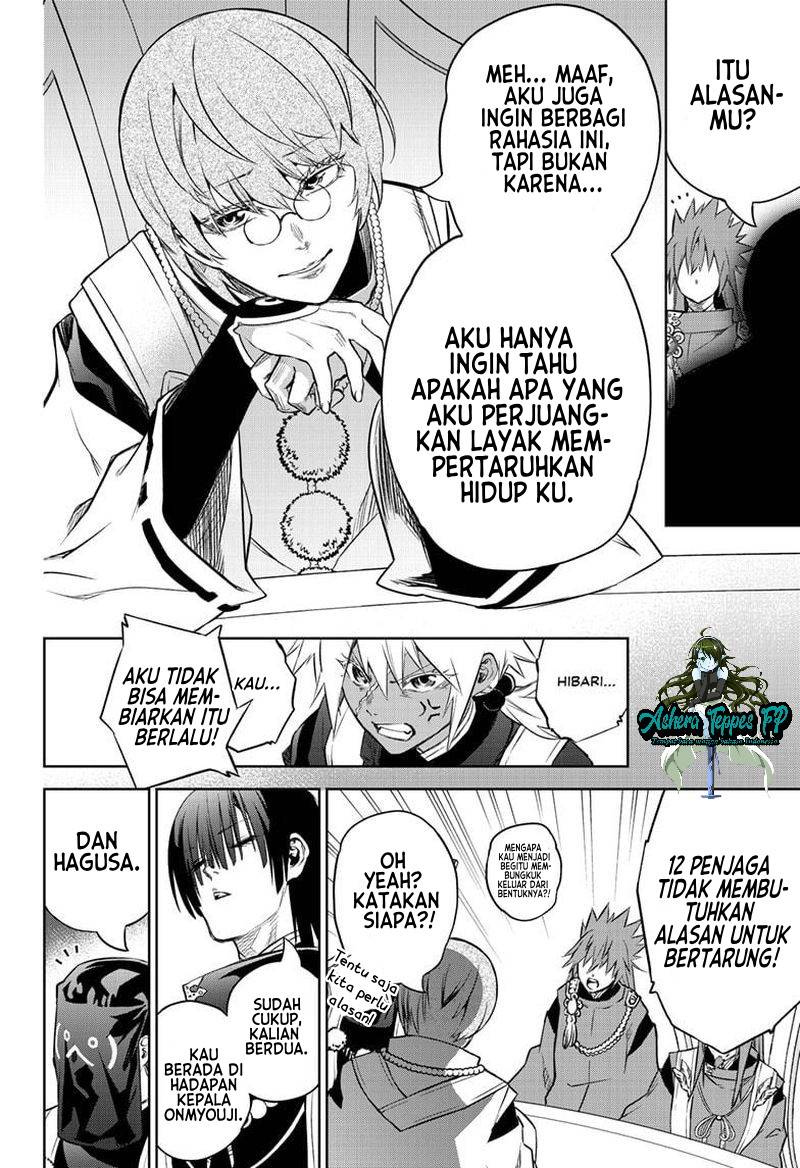 ITU
ALASAN-
MU?
MEH... MAAF,
AKU JUGA
INGIN BERBAGI
RAHASIA INI,
TAPI BUKAN
KARENA...
AKU HANYA
INGIN TAHU
APAKAH APA YANG
AKU PERJUANG-
KAN LAYAK MEM-
PERTARUHKAN
HIDUP KU.
HIBARI...
KAU...
AKU TIDAK
BISA MEM-
BIARKAN ITU
BERLALU!
Ashera Teppes FP
12 PENJAGA
TIDAK MEMBU-
TUHKAN
ALASAN UNTUK
BERTARUNG!
MENGAPA
KAU MENJADI
BEGITU MEM-
BUNGKUK
KELUAR DARI
BENTUKNYA?!
OH
YEAH?
KATAKAN
SIAPA?!
Tentu saja
kita perlu
alasan!
SUDAH
CUKUP,
KALIAN
BERDUA.
KAU
BERADA DI
HADAPAN
KEPALA
ONMYOUJI.
DAN
HAGUSA.